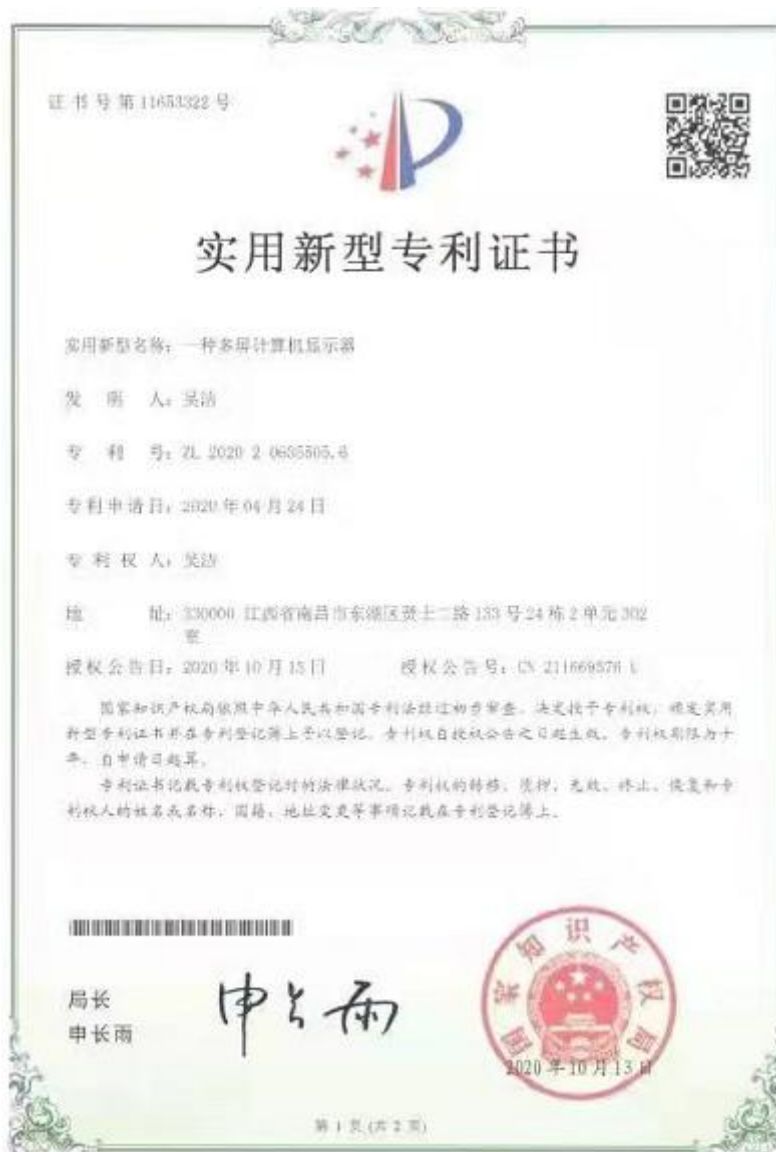 证书号第11653322号
实用新型专利证书
实用新型名称：一种多屏计算机显示器
发 明 人：吴洁
专 利 号：ZL 2020 2 0635505.6
专利申请日：2020年04月24日
专 利 权 人：吴洁
地 址：330000 江西省南昌市东湖区贤士二路133号24栋2单元302
室
授权公告日：2020年10月13日 授权公告号：CN 211669376 U
国家知识产权局依照中华人民共和国专利法经过初步审查，决定授予专利权，颁发实用
新型专利证书并在专利登记簿上予以登记。专利权自授权公告之日起生效。专利权期限为十
年，自申请日起算。
专利证书记载专利权登记时的法律状况。专利权的转移、质押、无效、终止、恢复和专
利权人的姓名或名称、国籍、地址变更等事项记载在专利登记簿上。
局长
申长雨
申长雨
国家知识产权局
2020年10月13日
第 1 页 (共 2 页)